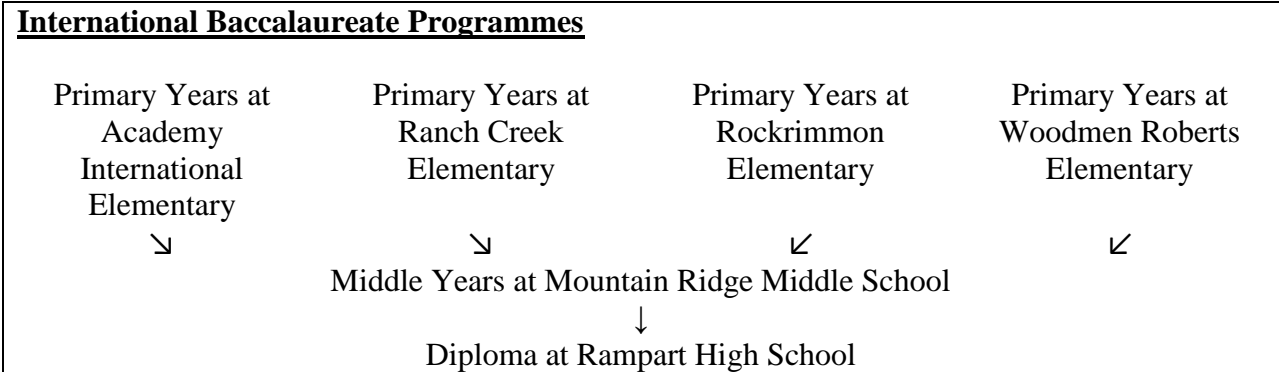 International Baccalaureate Programmes
Primary Years at Academy International Elementary
Primary Years at Ranch Creek Elementary
Primary Years at Rockrimmon Elementary
Primary Years at Woodmen Roberts Elementary
↘ ↘ ↙ ↙
Middle Years at Mountain Ridge Middle School
↓
Diploma at Rampart High School